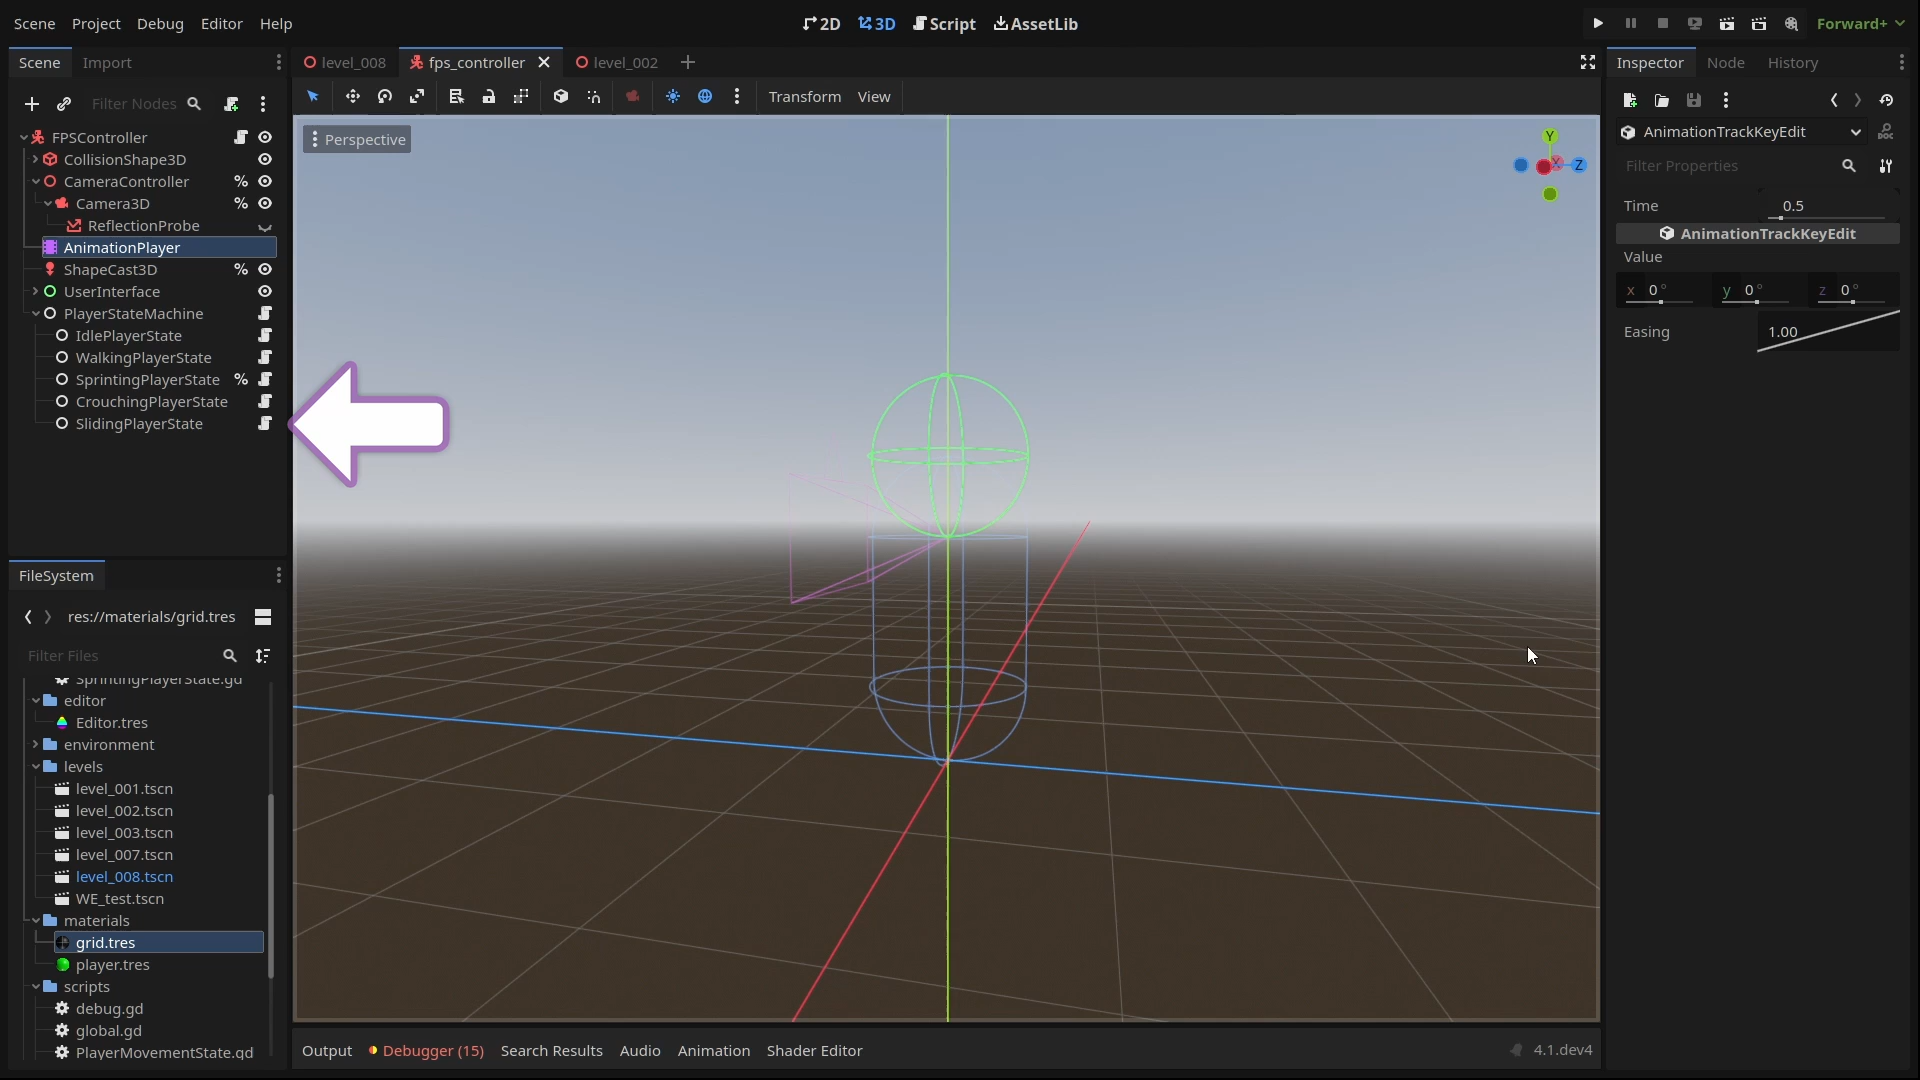 Scene Project Debug Editor Help
2D 3D Script AssetLib
Forward+
Scene Import
level_008 fps_controller level_002
Inspector Node History
Filter Nodes
Transform View
FPSController
CollisionShape3D
CameraController %
Camera3D %
ReflectionProbe
AnimationPlayer
ShapeCast3D %
UserInterface
PlayerStateMachine
IdlePlayerState
WalkingPlayerState
SprintingPlayerState %
CrouchingPlayerState
SlidingPlayerState
Perspective
Y
X
Z
AnimationTrackKeyEdit
Filter Properties
Time 0.5
AnimationTrackKeyEdit
Value
x 0° y 0° z 0°
Easing 1.00
FileSystem
res://materials/grid.tres
Filter Files
SprintingPlayerState.gd
editor
Editor.tres
environment
levels
level_001.tscn
level_002.tscn
level_003.tscn
level_007.tscn
level_008.tscn
WE_test.tscn
materials
grid.tres
player.tres
scripts
debug.gd
global.gd
PlayerMovementState.gd
Output Debugger (15) Search Results Audio Animation Shader Editor
4.1.dev4